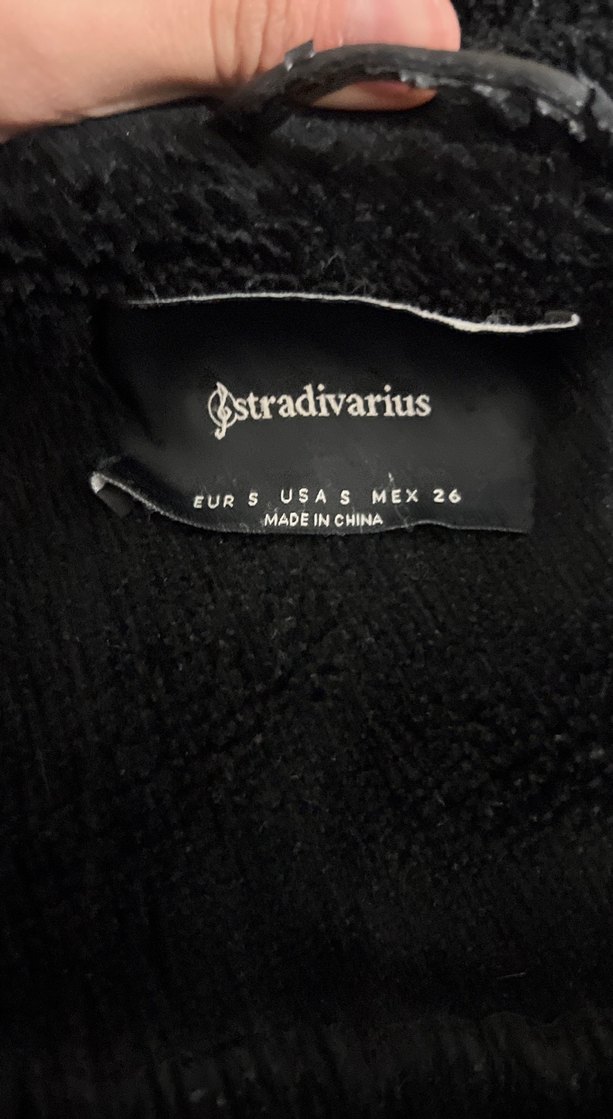 stradivarius
EUR S USA S MEX 26
MADE IN CHINA